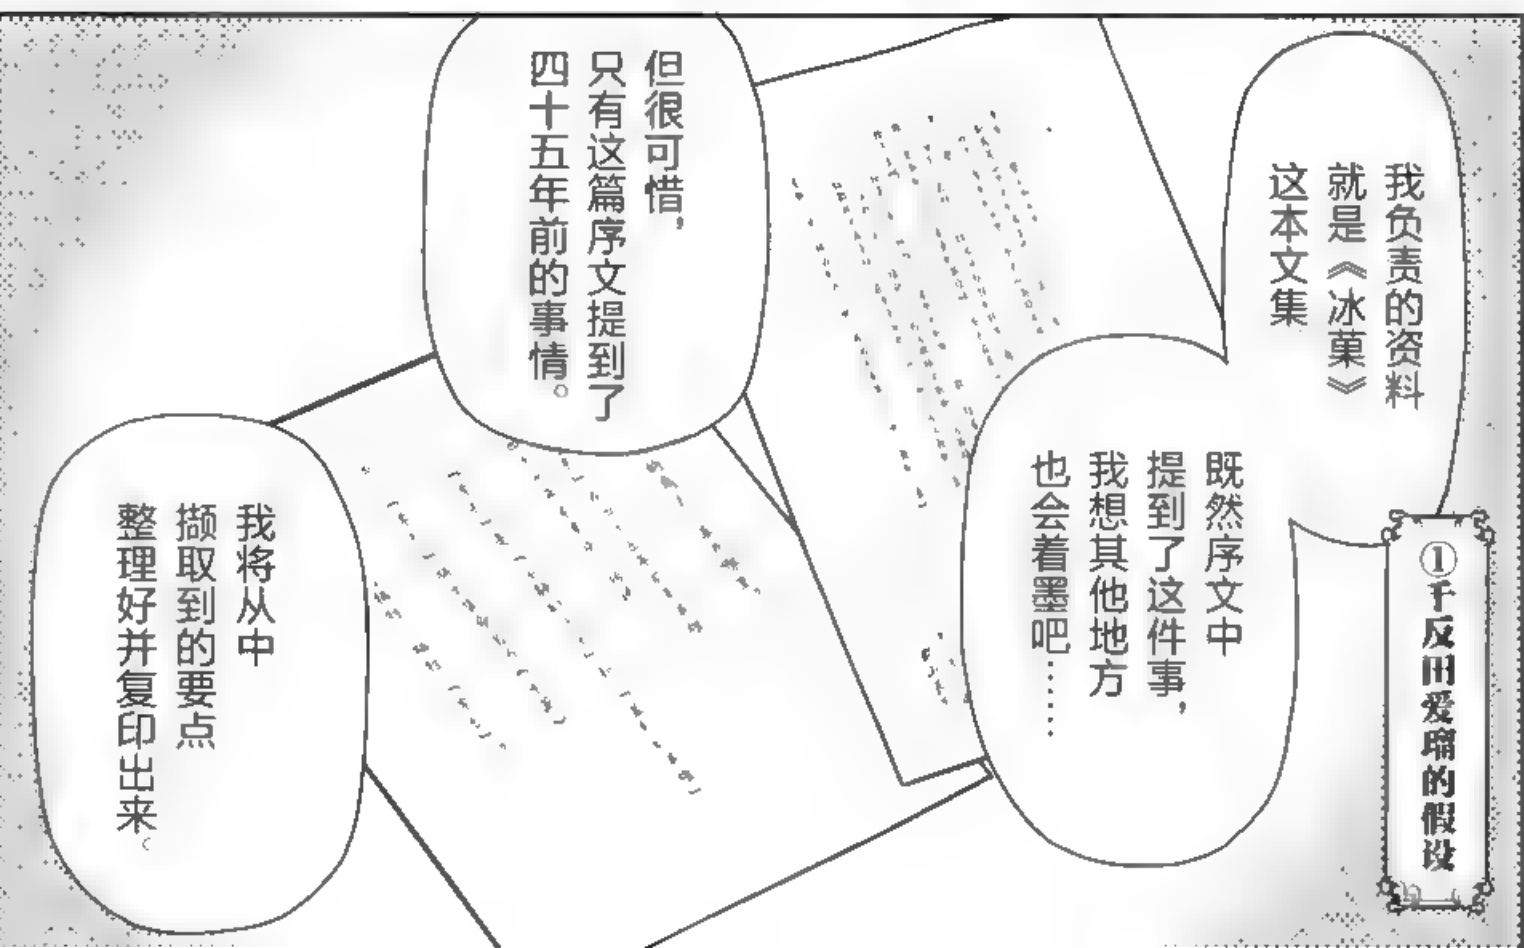 我负责的资料
就是《冰菓》
这本文集
既然序文中
提到了这件事，
我想其他地方
也会着墨吧……
①千反田爱瑠的假设
但很可惜，
只有这篇序文提到了
四十五年前的事情。
我将从中
撷取到的要点
整理好并复印出来。